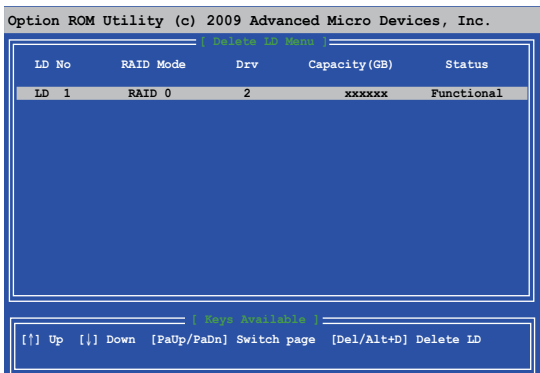 Option ROM Utility (c) 2009 Advanced Micro Devices, Inc.
[ Delete LD Menu ]
LD No RAID Mode Drv Capacity(GB) Status
LD 1 RAID 0 2 xxxxxx Functional
[ Keys Available ]
[↑] Up [↓] Down [PaUp/PaDn] Switch page [Del/Alt+D] Delete LD